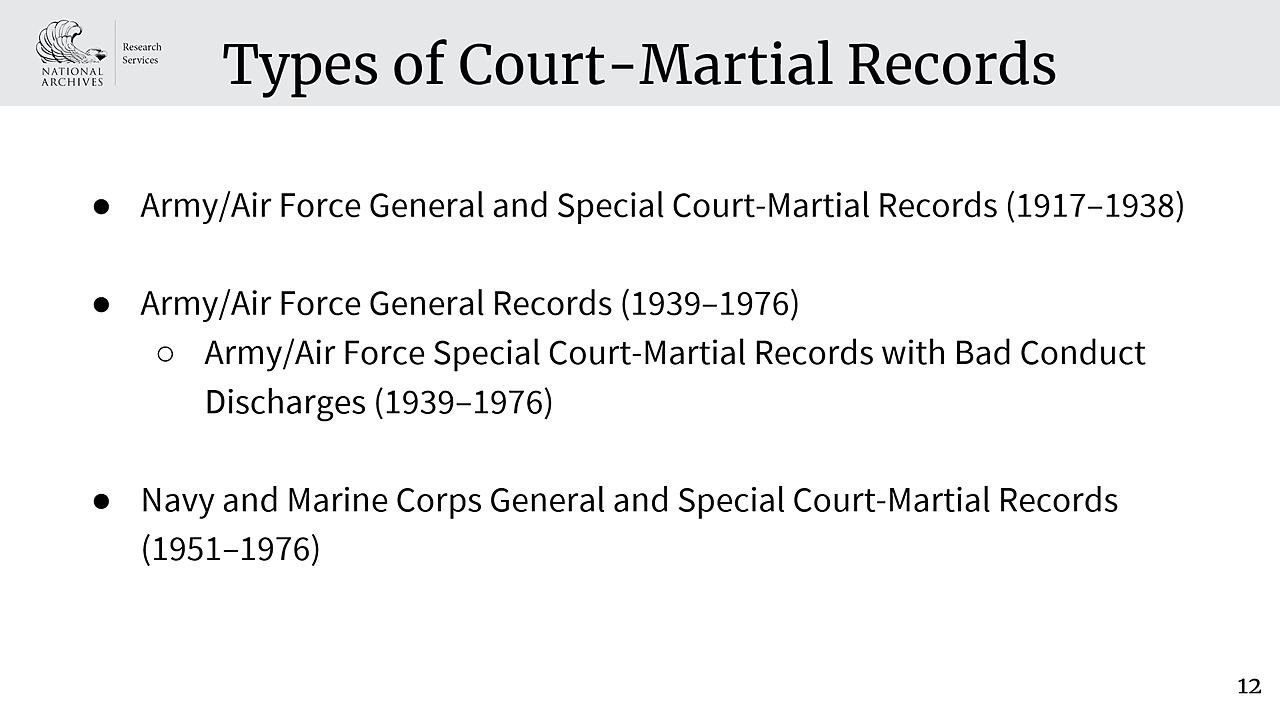 NATIONAL
ARCHIVES
Research
Services
Types of Court-Martial Records
● Army/Air Force General and Special Court-Martial Records (1917–1938)
● Army/Air Force General Records (1939–1976)
○ Army/Air Force Special Court-Martial Records with Bad Conduct
Discharges (1939–1976)
● Navy and Marine Corps General and Special Court-Martial Records
(1951–1976)
12